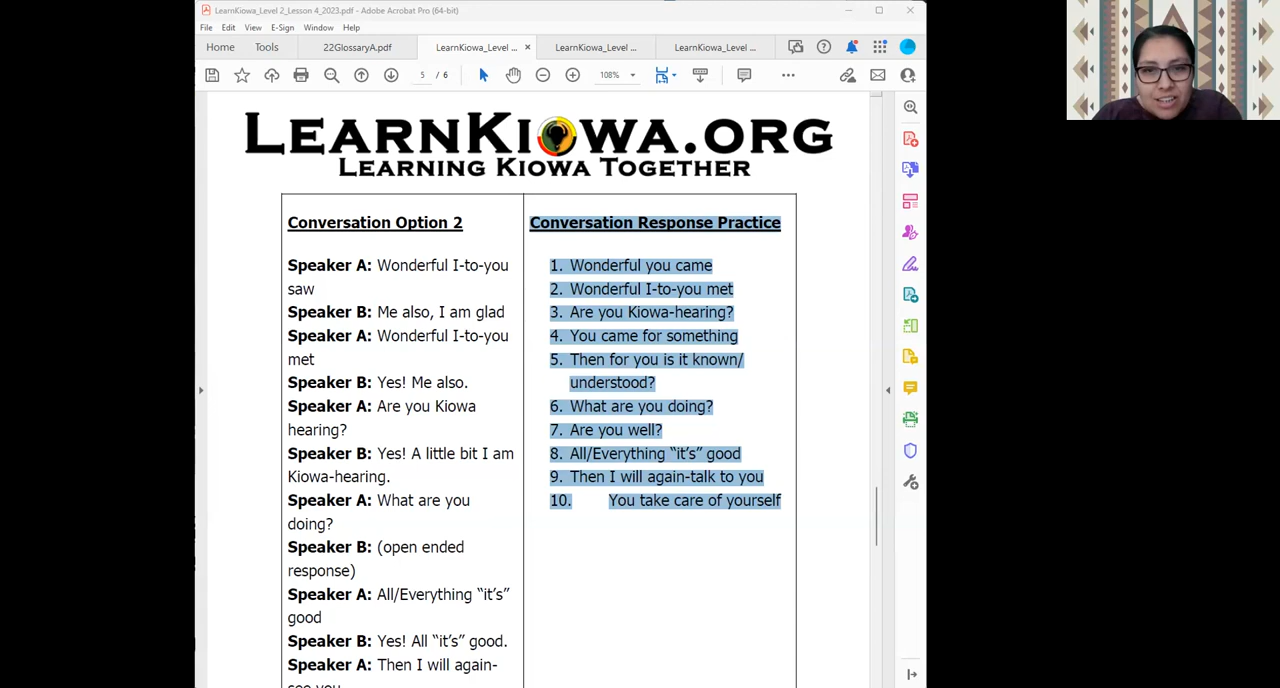 LearnKiowa_Level 2_Lesson 4_2023.pdf - Adobe Acrobat Pro (64-bit)
File Edit View E-Sign Window Help
Home Tools 22GlossaryA.pdf LearnKiowa_Level ... × LearnKiowa_Level ... LearnKiowa_Level ...
5 / 6 108%
LEARNKIOWA.ORG
LEARNING KIOWA TOGETHER
Conversation Option 2
Speaker A: Wonderful I-to-you
saw
Speaker B: Me also, I am glad
Speaker A: Wonderful I-to-you
met
Speaker B: Yes! Me also.
Speaker A: Are you Kiowa
hearing?
Speaker B: Yes! A little bit I am
Kiowa-hearing.
Speaker A: What are you
doing?
Speaker B: (open ended
response)
Speaker A: All/Everything “it’s”
good
Speaker B: Yes! All “it’s” good.
Speaker A: Then I will again-
see you
Conversation Response Practice
1. Wonderful you came
2. Wonderful I-to-you met
3. Are you Kiowa-hearing?
4. You came for something
5. Then for you is it known/
understood?
6. What are you doing?
7. Are you well?
8. All/Everything “it’s” good
9. Then I will again-talk to you
10. You take care of yourself